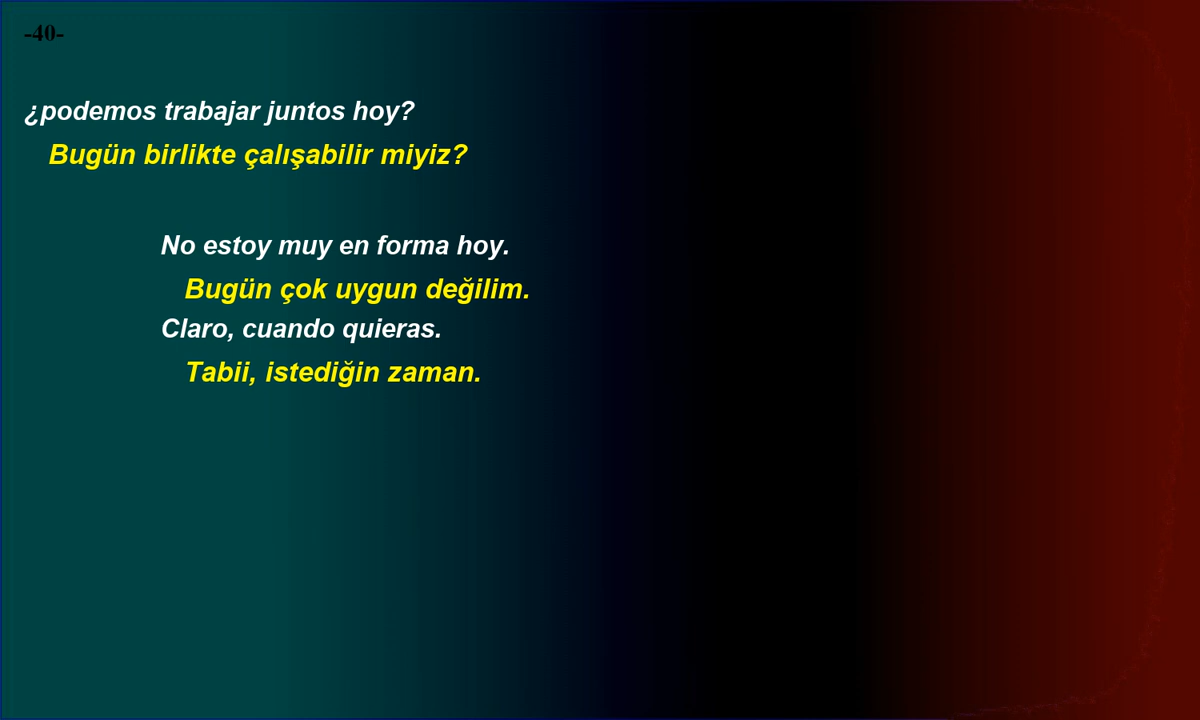 -40-
¿podemos trabajar juntos hoy?
Bugün birlikte çalışabilir miyiz?
No estoy muy en forma hoy.
Bugün çok uygun değilim.
Claro, cuando quieras.
Tabii, istediğin zaman.